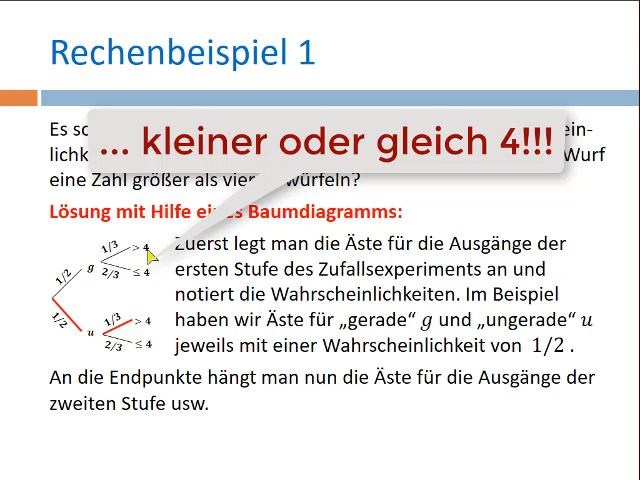 Rechenbeispiel 1
... kleiner oder gleich 4!!!
Es ein-
lichk Wurf
eine Zahl größer als vier würfeln?
Lösung mit Hilfe eines Baumdiagramms:
Zuerst legt man die Äste für die Ausgänge der
ersten Stufe des Zufallsexperiments an und
notiert die Wahrscheinlichkeiten. Im Beispiel
haben wir Äste für „gerade“ g und „ungerade“ u
jeweils mit einer Wahrscheinlichkeit von 1/2 .
1/3 > 4
1/2 g
2/3 ≤ 4
1/2 1/3 > 4
u
2/3 ≤ 4
An die Endpunkte hängt man nun die Äste für die Ausgänge der
zweiten Stufe usw.